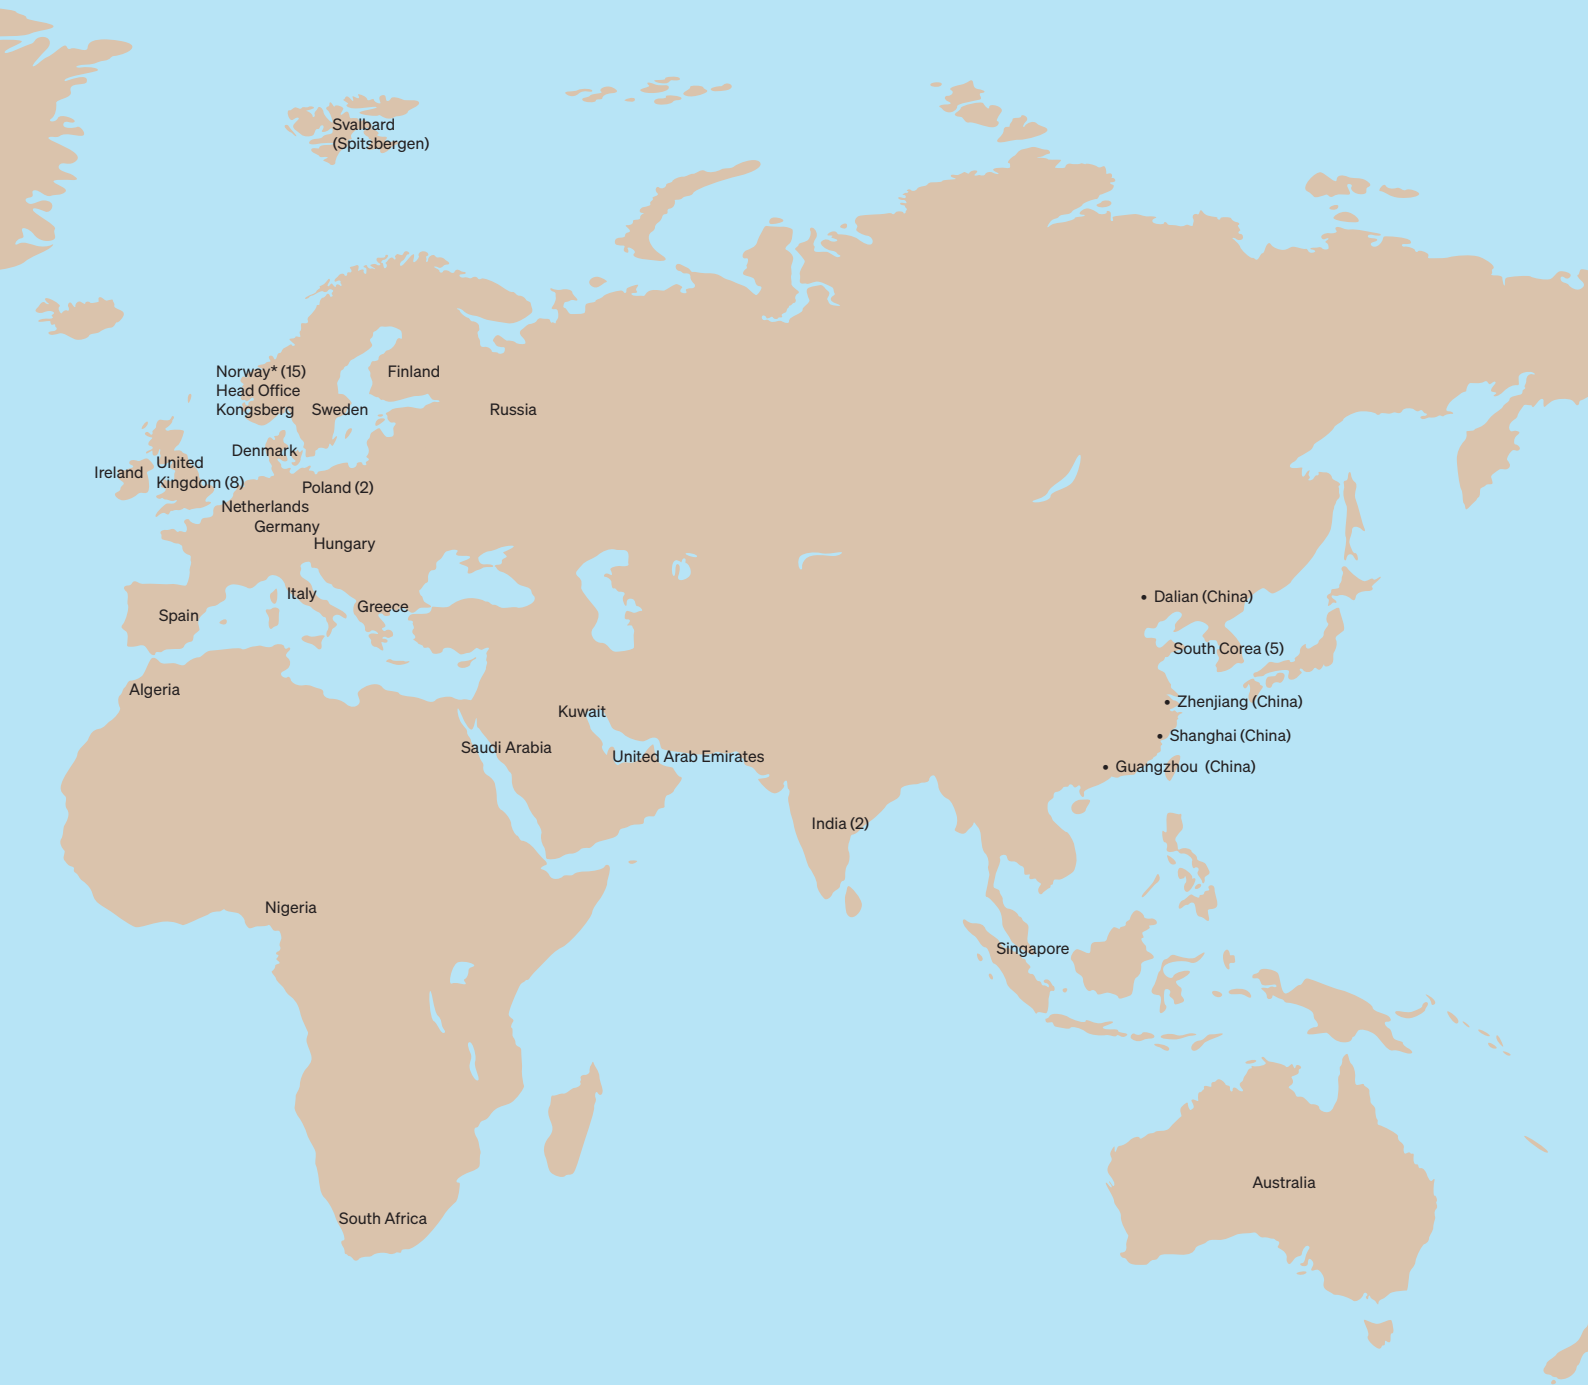 Svalbard
(Spitsbergen)
Norway* (15)
Head Office
Kongsberg
Finland
Sweden
Russia
Denmark
Ireland
United
Kingdom (8)
Poland (2)
Netherlands
Germany
Hungary
Italy
Greece
Spain
Algeria
Kuwait
Saudi Arabia
United Arab Emirates
India (2)
Dalian (China)
South Corea (5)
Zhenjiang (China)
Shanghai (China)
Guangzhou (China)
Nigeria
Singapore
Australia
South Africa